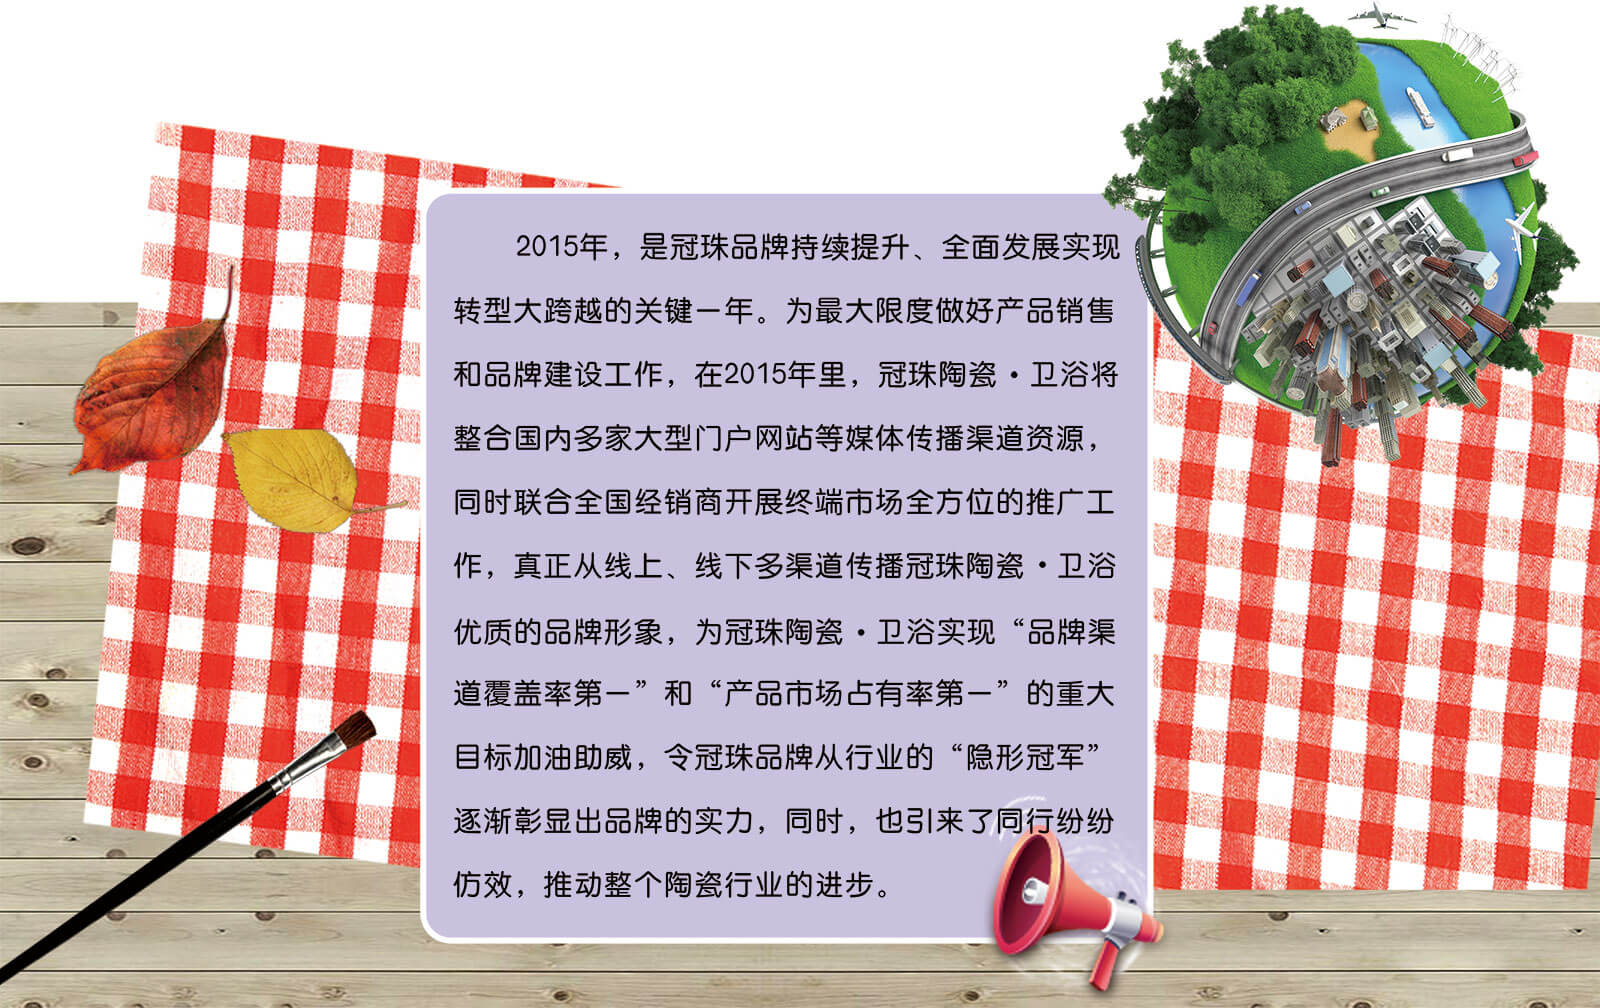 2015年，是冠珠品牌持续提升、全面发展实现
转型大跨越的关键一年。为最大限度做好产品销售
和品牌建设工作，在2015年里，冠珠陶瓷·卫浴将
整合国内多家大型门户网站等媒体传播渠道资源，
同时联合全国经销商开展终端市场全方位的推广工
作，真正从线上、线下多渠道传播冠珠陶瓷·卫浴
优质的品牌形象，为冠珠陶瓷·卫浴实现“品牌渠
道覆盖率第一”和“产品市场占有率第一”的重大
目标加油助威，令冠珠品牌从行业的“隐形冠军”
逐渐彰显出品牌的实力，同时，也引来了同行纷纷
仿效，推动整个陶瓷行业的进步。